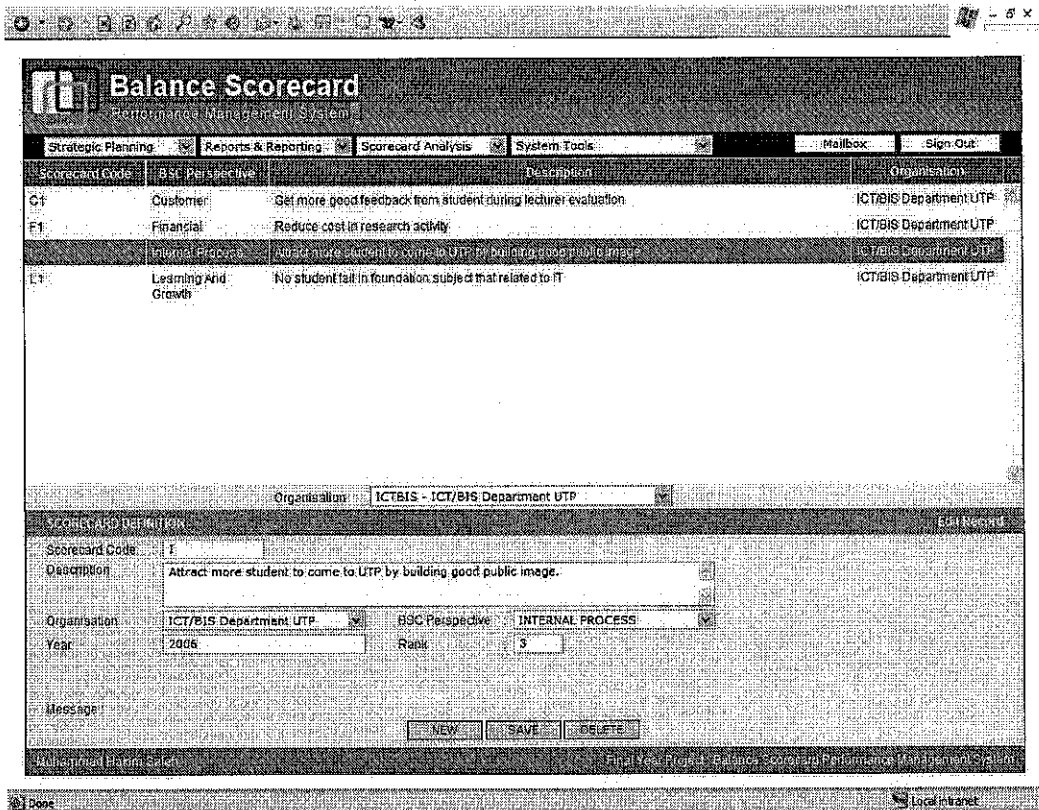 Balance Scorecard
Performance Management System
Strategic Planning Reports & Reporting Scorecard Analysis System Tools Mailbox Sign Out
Scorecard Code BSC Perspective Description Organisation
C1 Customer Get more good feedback from student during lecturer evaluation ICT/BIS Department UTP
F1 Financial Reduce cost in research activity ICT/BIS Department UTP
Internal Process Attract more student to come to UTP by building good public image. ICT/BIS Department UTP
L1 Learning And No student fail in foundation subject that related to IT ICT/BIS Department UTP
Growth
Organisation ICTBIS - ICT/BIS Department UTP
SCORECARD DEFINITION Edit Record
Scorecard Code I
Description Attract more student to come to UTP by building good public image.
Organisation ICT/BIS Department UTP BSC Perspective INTERNAL PROCESS
Year 2006 Rank 3
Message :
NEW SAVE DELETE
Muhammad Hanim Saleh Final Year Project : Balance Scorecard Performance Management System
Done Local intranet